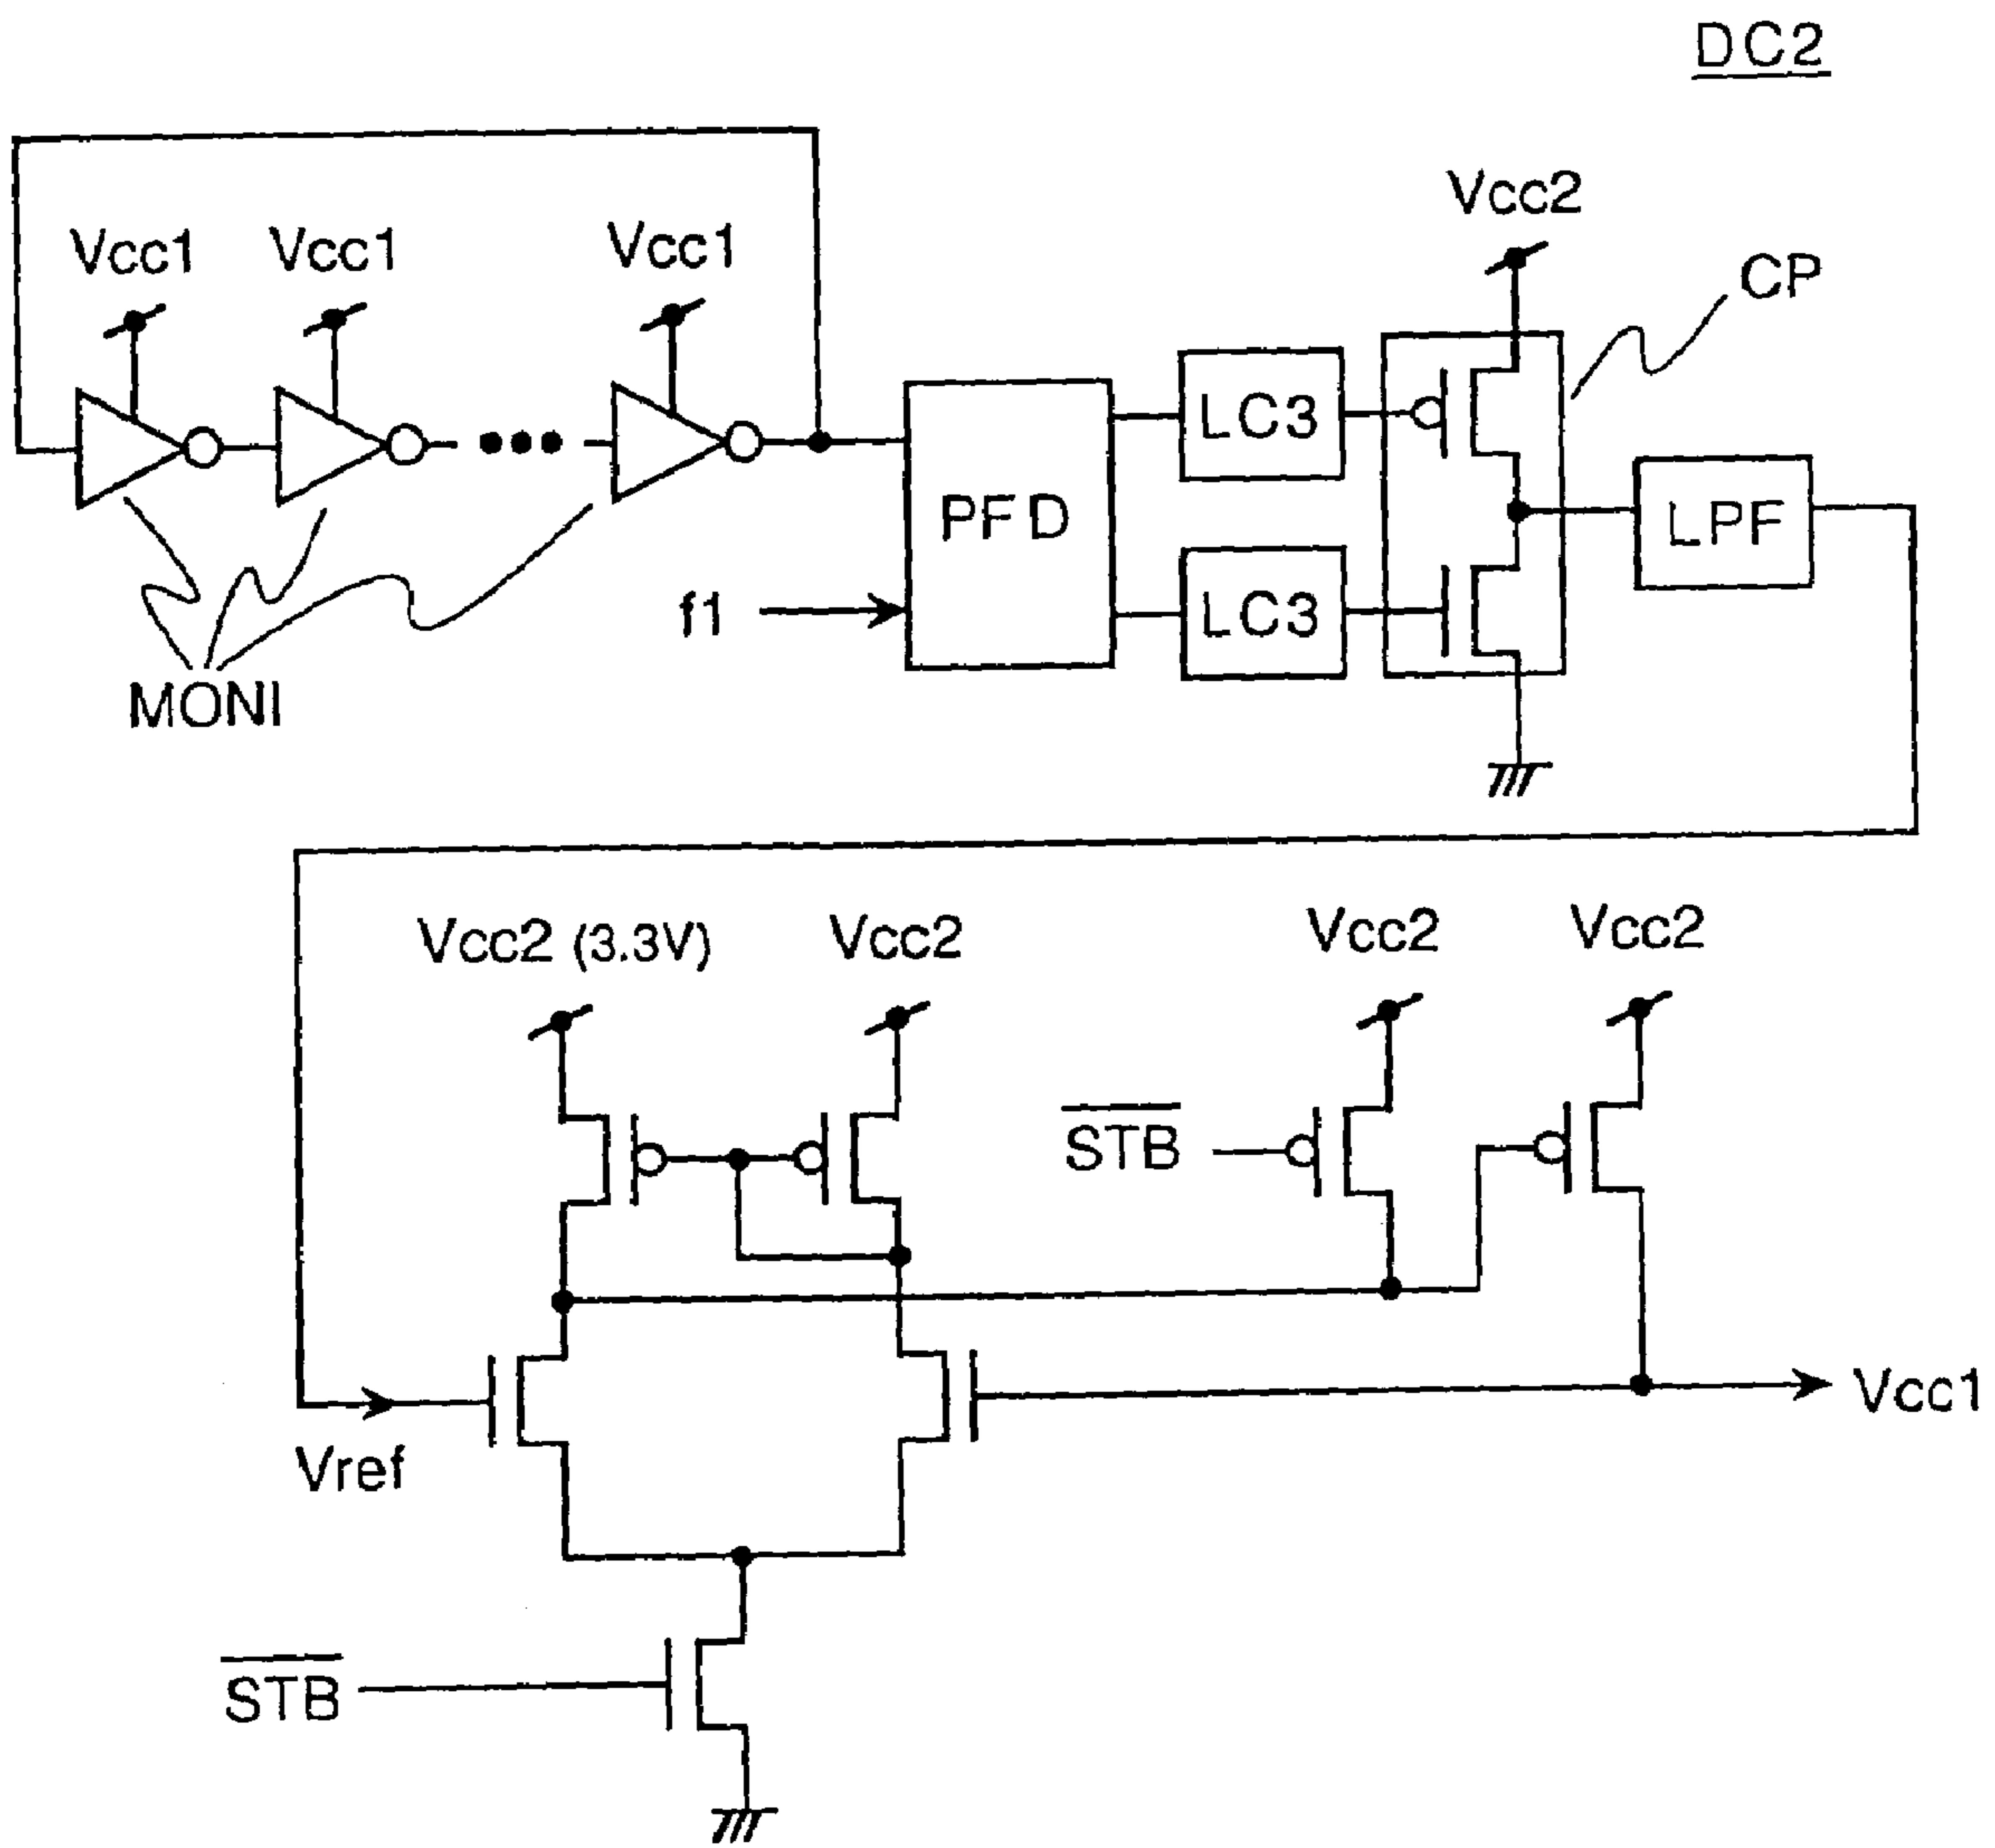 DC2
Vcc1
Vcc1
Vcc1
Vcc2
CP
LC3
PFD
LPF
f1
LC3
MONI
Vcc2 (3.3V)
Vcc2
Vcc2
Vcc2
STB
Vcc1
Vref
STB